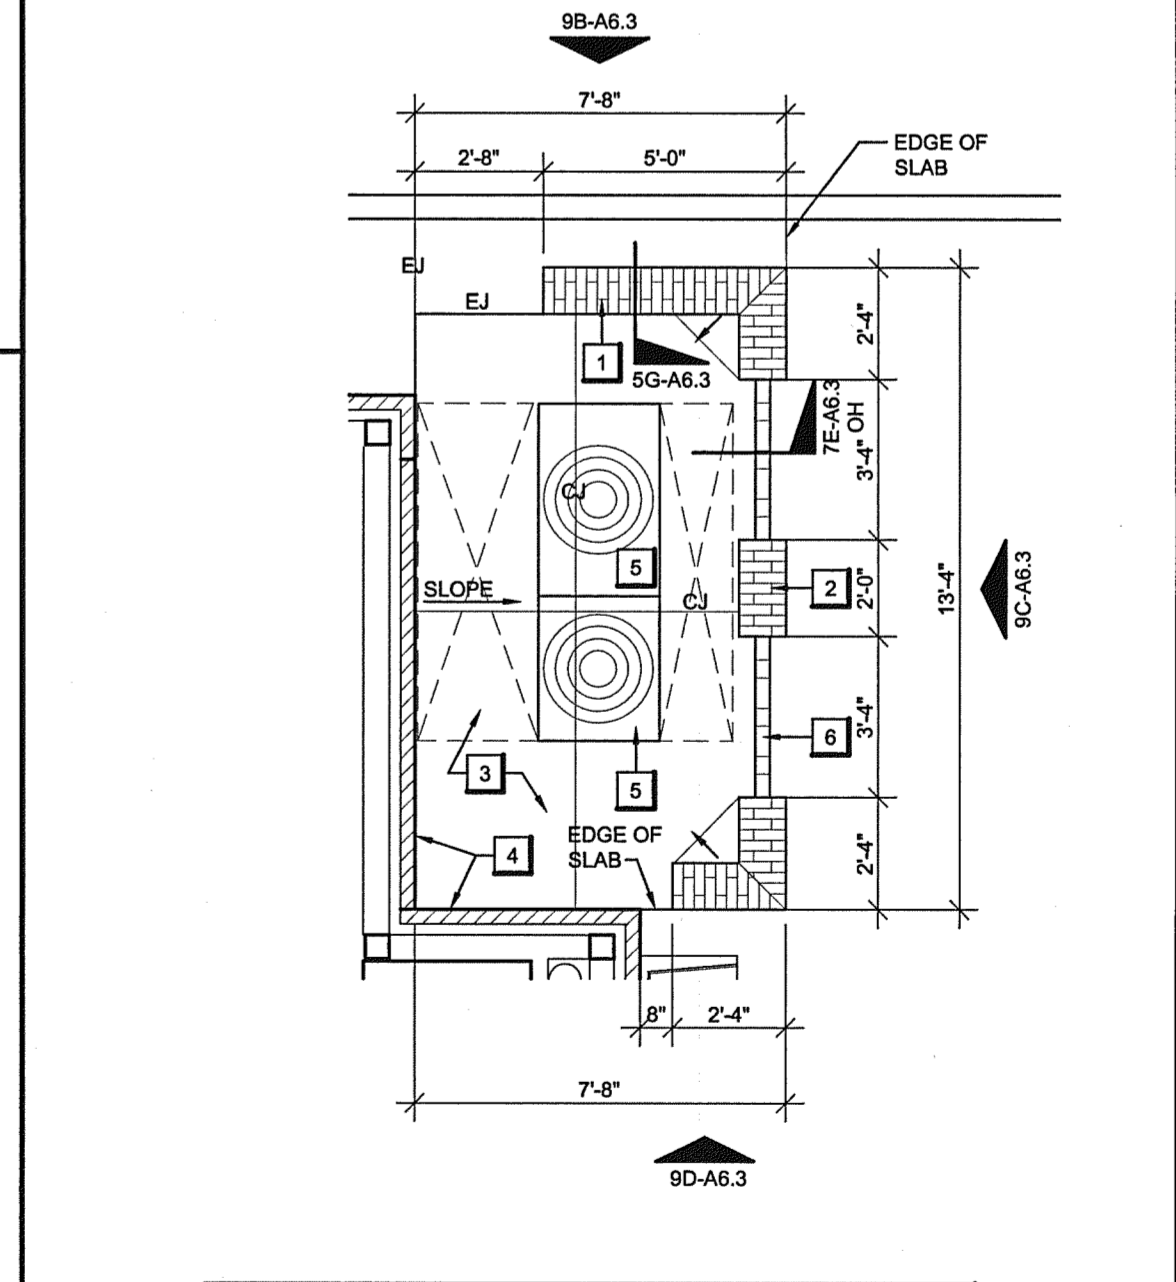 9B-A6.3
7'-8"
2'-8"
5'-0"
EDGE OF
SLAB
EJ
EJ
1
5G-A6.3
2'-4"
7E-A6.3
OH
3'-4"
CJ
5
SLOPE
CJ
2
2'-0"
13'-4"
9C-A6.3
3'-4"
6
3
5
EDGE OF
SLAB
4
2'-4"
8"
2'-4"
7'-8"
9D-A6.3